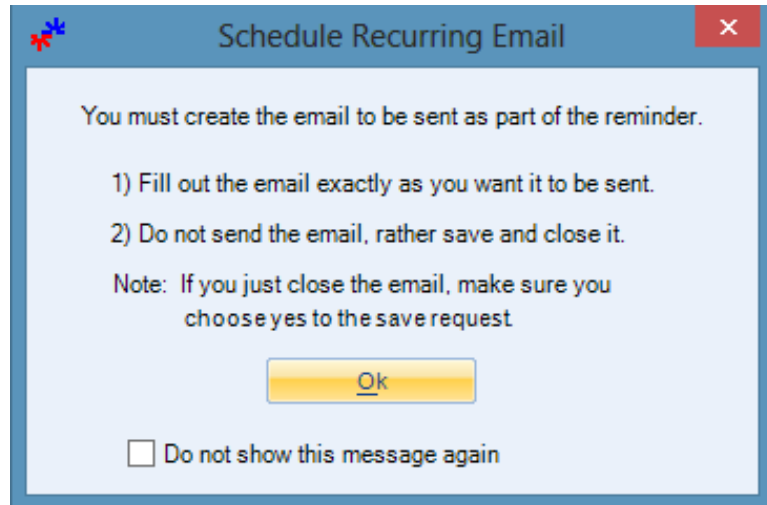 Schedule Recurring Email
You must create the email to be sent as part of the reminder.
1) Fill out the email exactly as you want it to be sent.
2) Do not send the email, rather save and close it.
Note: If you just close the email, make sure you
choose yes to the save request.
Ok
Do not show this message again